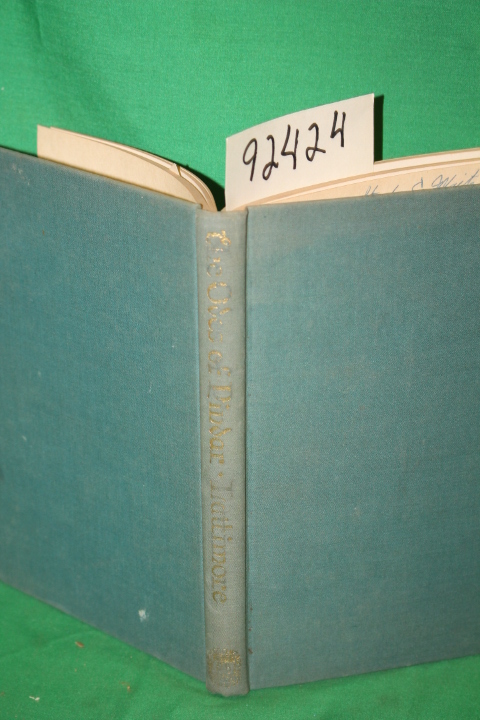 92424
The Odes of Pindar · Lattimore